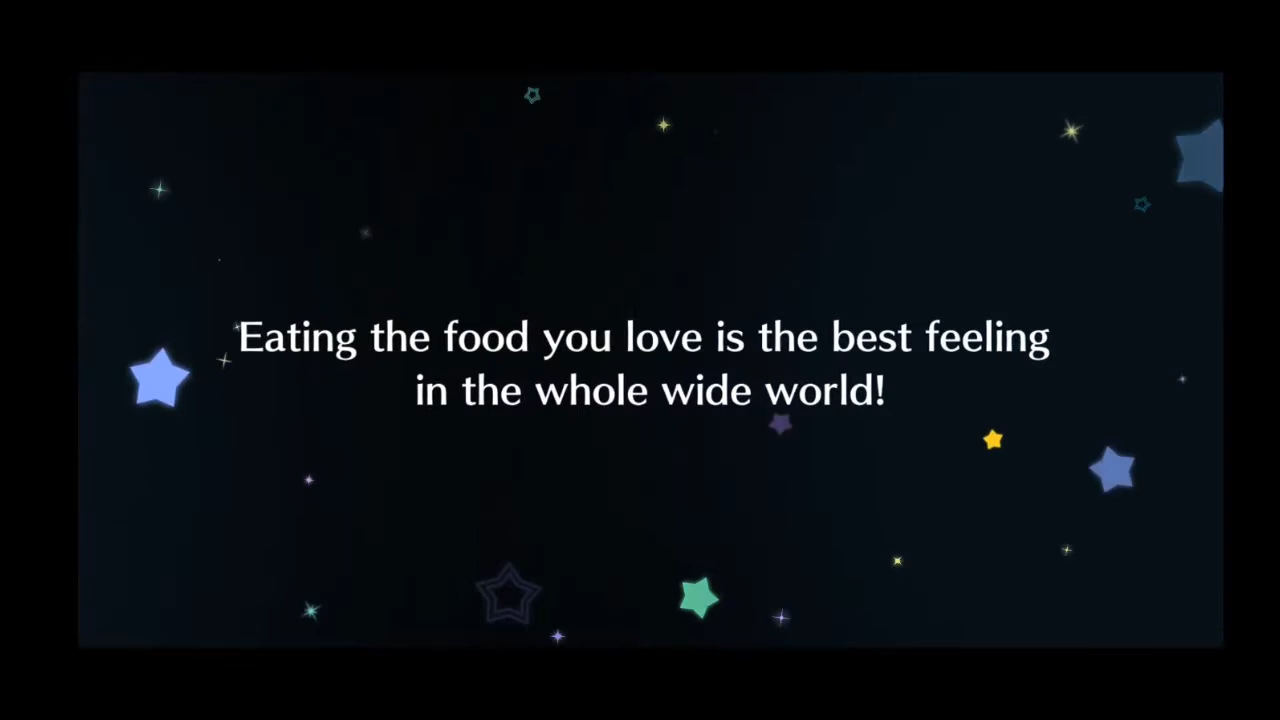 Eating the food you love is the best feeling
in the whole wide world!